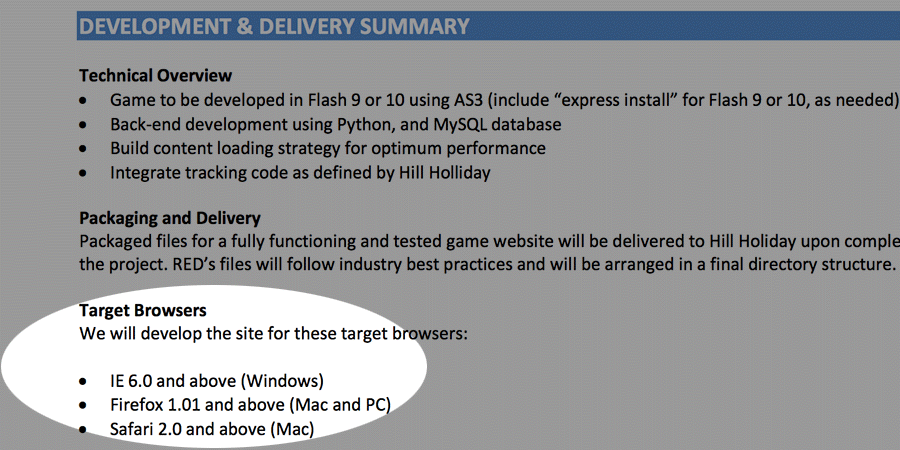 DEVELOPMENT & DELIVERY SUMMARY
Technical Overview
• Game to be developed in Flash 9 or 10 using AS3 (include “express install” for Flash 9 or 10, as needed)
• Back-end development using Python, and MySQL database
• Build content loading strategy for optimum performance
• Integrate tracking code as defined by Hill Holliday
Packaging and Delivery
Packaged files for a fully functioning and tested game website will be delivered to Hill Holiday upon comple
the project. RED’s files will follow industry best practices and will be arranged in a final directory structure.
Target Browsers
We will develop the site for these target browsers:
• IE 6.0 and above (Windows)
• Firefox 1.01 and above (Mac and PC)
• Safari 2.0 and above (Mac)